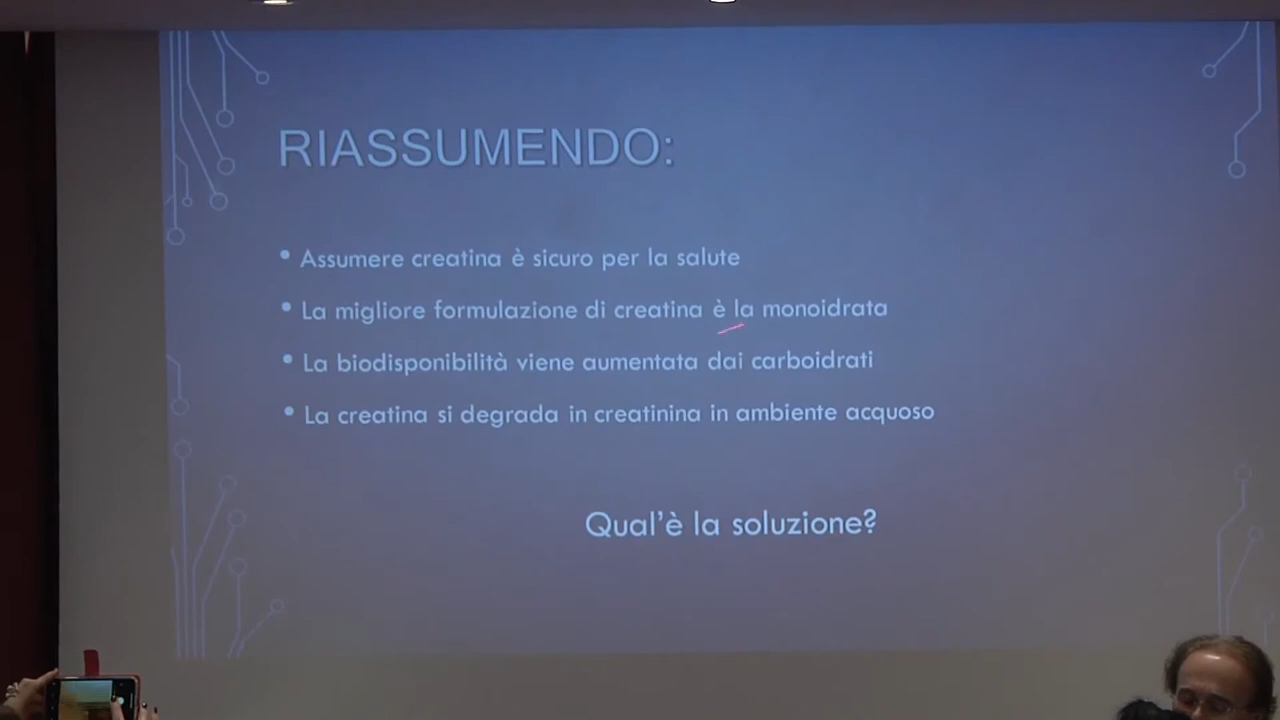 RIASSUMENDO:
• Assumere creatina è sicuro per la salute
• La migliore formulazione di creatina è la monoidrata
• La biodisponibilità viene aumentata dai carboidrati
• La creatina si degrada in creatinina in ambiente acquoso
Qual'è la soluzione?